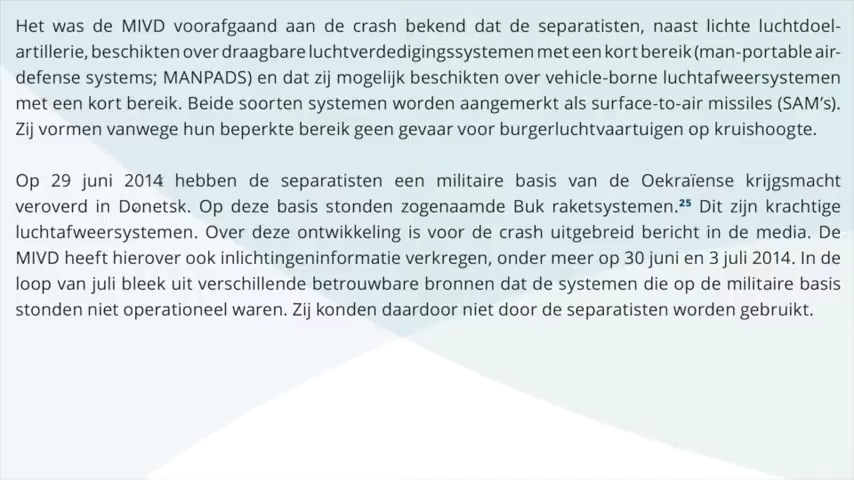 Het was de MIVD voorafgaand aan de crash bekend dat de separatisten, naast lichte luchtdoel-
artillerie, beschikten over draagbare luchtverdedigingssystemen met een kort bereik (man-portable air-
defense systems; MANPADS) en dat zij mogelijk beschikten over vehicle-borne luchtafweersystemen
met een kort bereik. Beide soorten systemen worden aangemerkt als surface-to-air missiles (SAM’s).
Zij vormen vanwege hun beperkte bereik geen gevaar voor burgerluchtvaartuigen op kruishoogte.
Op 29 juni 2014 hebben de separatisten een militaire basis van de Oekraïense krijgsmacht
veroverd in Donetsk. Op deze basis stonden zogenaamde Buk raketsystemen.²⁵ Dit zijn krachtige
luchtafweersystemen. Over deze ontwikkeling is voor de crash uitgebreid bericht in de media. De
MIVD heeft hierover ook inlichtingeninformatie verkregen, onder meer op 30 juni en 3 juli 2014. In de
loop van juli bleek uit verschillende betrouwbare bronnen dat de systemen die op de militaire basis
stonden niet operationeel waren. Zij konden daardoor niet door de separatisten worden gebruikt.